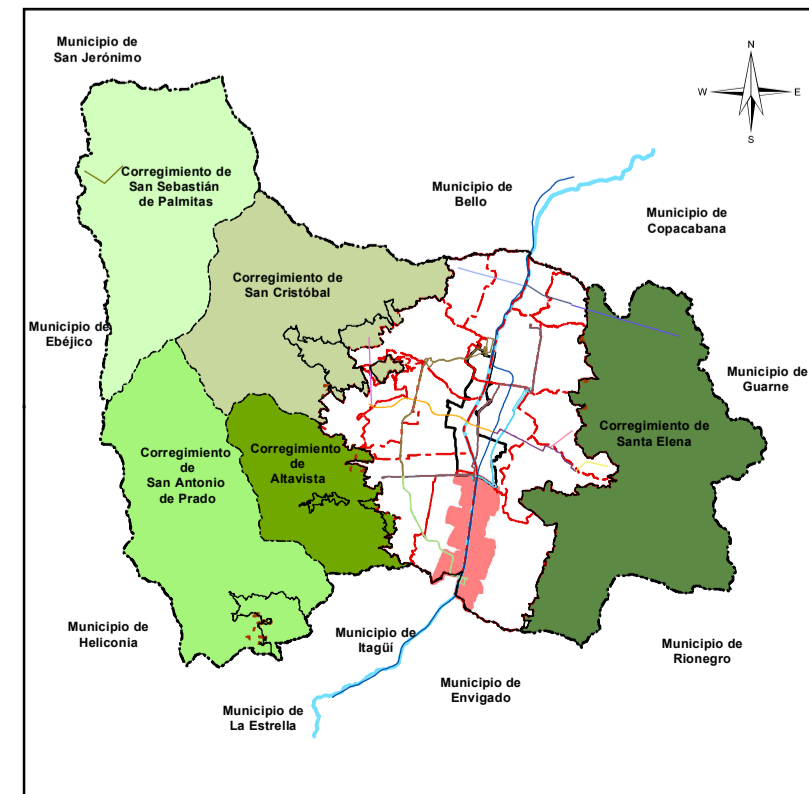 Municipio de
San Jerónimo
N
W
E
S
Corregimiento de
San Sebastián
de Palmitas
Municipio de
Bello
Municipio de
Copacabana
Corregimiento de
San Cristóbal
Municipio de
Ebéjico
Municipio de
Guarne
Corregimiento de
Santa Elena
Corregimiento
de
San Antonio
de Prado
Corregimiento
de
Altavista
Municipio de
Heliconia
Municipio de
Itagüí
Municipio de
Rionegro
Municipio de
Envigado
Municipio de
La Estrella